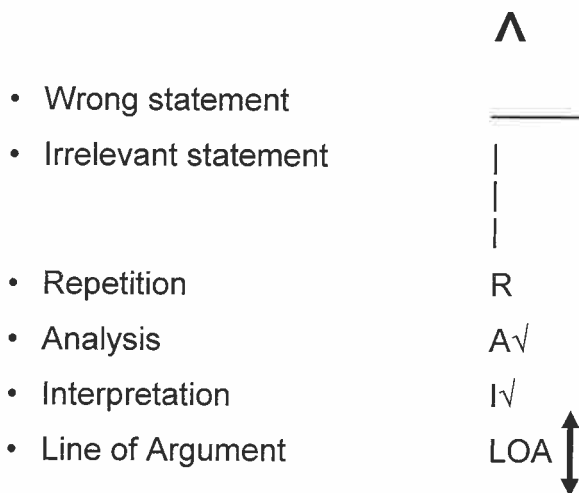 Λ
• Wrong statement
• Irrelevant statement |
|
|
• Repetition R
• Analysis A√
• Interpretation I√
• Line of Argument LOA